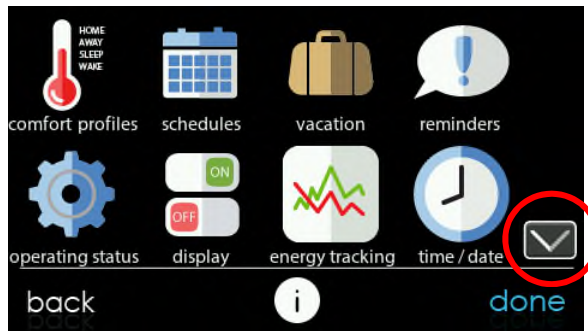 HOME
AWAY
SLEEP
WAKE
comfort profiles schedules vacation reminders
ON
OFF
operating status display energy tracking time / date
back i done